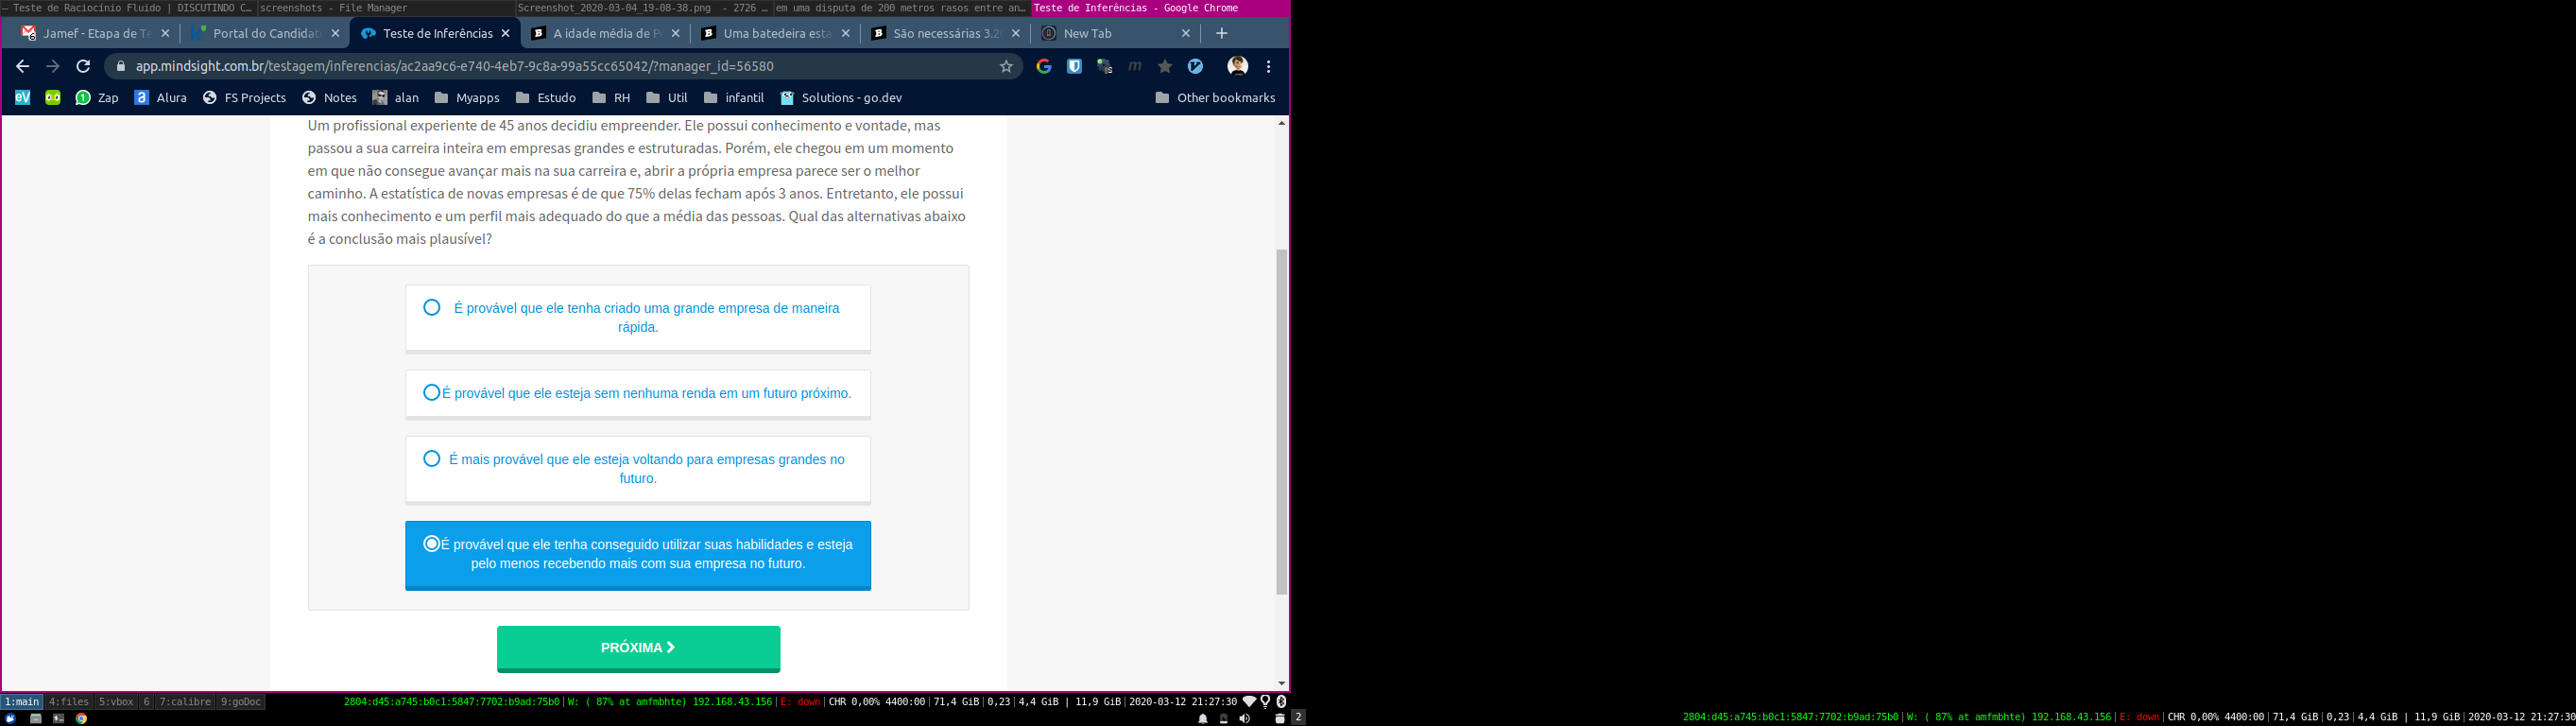 — Teste de Raciocínio Fluido | DISCUTINDO C…
screenshots - File Manager
Screenshot_2020-03-04_19-08-38.png - 2726 …
em uma disputa de 200 metros rasos entre an…
Teste de Inferências - Google Chrome
Jamef - Etapa de Te
Portal do Candidat
Teste de Inferências
A idade média de P
Uma batedeira esta
São necessárias 3.2
New Tab
app.mindsight.com.br/testagem/inferencias/ac2aa9c6-e740-4eb7-9c8a-99a55cc65042/?manager_id=56580
Zap
Alura
FS Projects
Notes
alan
Myapps
Estudo
RH
Util
infantil
Solutions - go.dev
Other bookmarks
Um profissional experiente de 45 anos decidiu empreender. Ele possui conhecimento e vontade, mas
passou a sua carreira inteira em empresas grandes e estruturadas. Porém, ele chegou em um momento
em que não consegue avançar mais na sua carreira e, abrir a própria empresa parece ser o melhor
caminho. A estatística de novas empresas é de que 75% delas fecham após 3 anos. Entretanto, ele possui
mais conhecimento e um perfil mais adequado do que a média das pessoas. Qual das alternativas abaixo
é a conclusão mais plausível?
É provável que ele tenha criado uma grande empresa de maneira
rápida.
É provável que ele esteja sem nenhuma renda em um futuro próximo.
É mais provável que ele esteja voltando para empresas grandes no
futuro.
É provável que ele tenha conseguido utilizar suas habilidades e esteja
pelo menos recebendo mais com sua empresa no futuro.
PRÓXIMA
1:main 4:files 5:vbox 6 7:calibre 9:goDoc
2804:d45:a745:b0c1:5847:7702:b9ad:75b0|W: ( 87% at amfmbhte) 192.168.43.156|E: down|CHR 0,00% 4400:00|71,4 GiB|0,23|4,4 GiB | 11,9 GiB|2020-03-12 21:27:30
2
2804:d45:a745:b0c1:5847:7702:b9ad:75b0|W: ( 87% at amfmbhte) 192.168.43.156|E: down|CHR 0,00% 4400:00|71,4 GiB|0,23|4,4 GiB | 11,9 GiB|2020-03-12 21:27:30